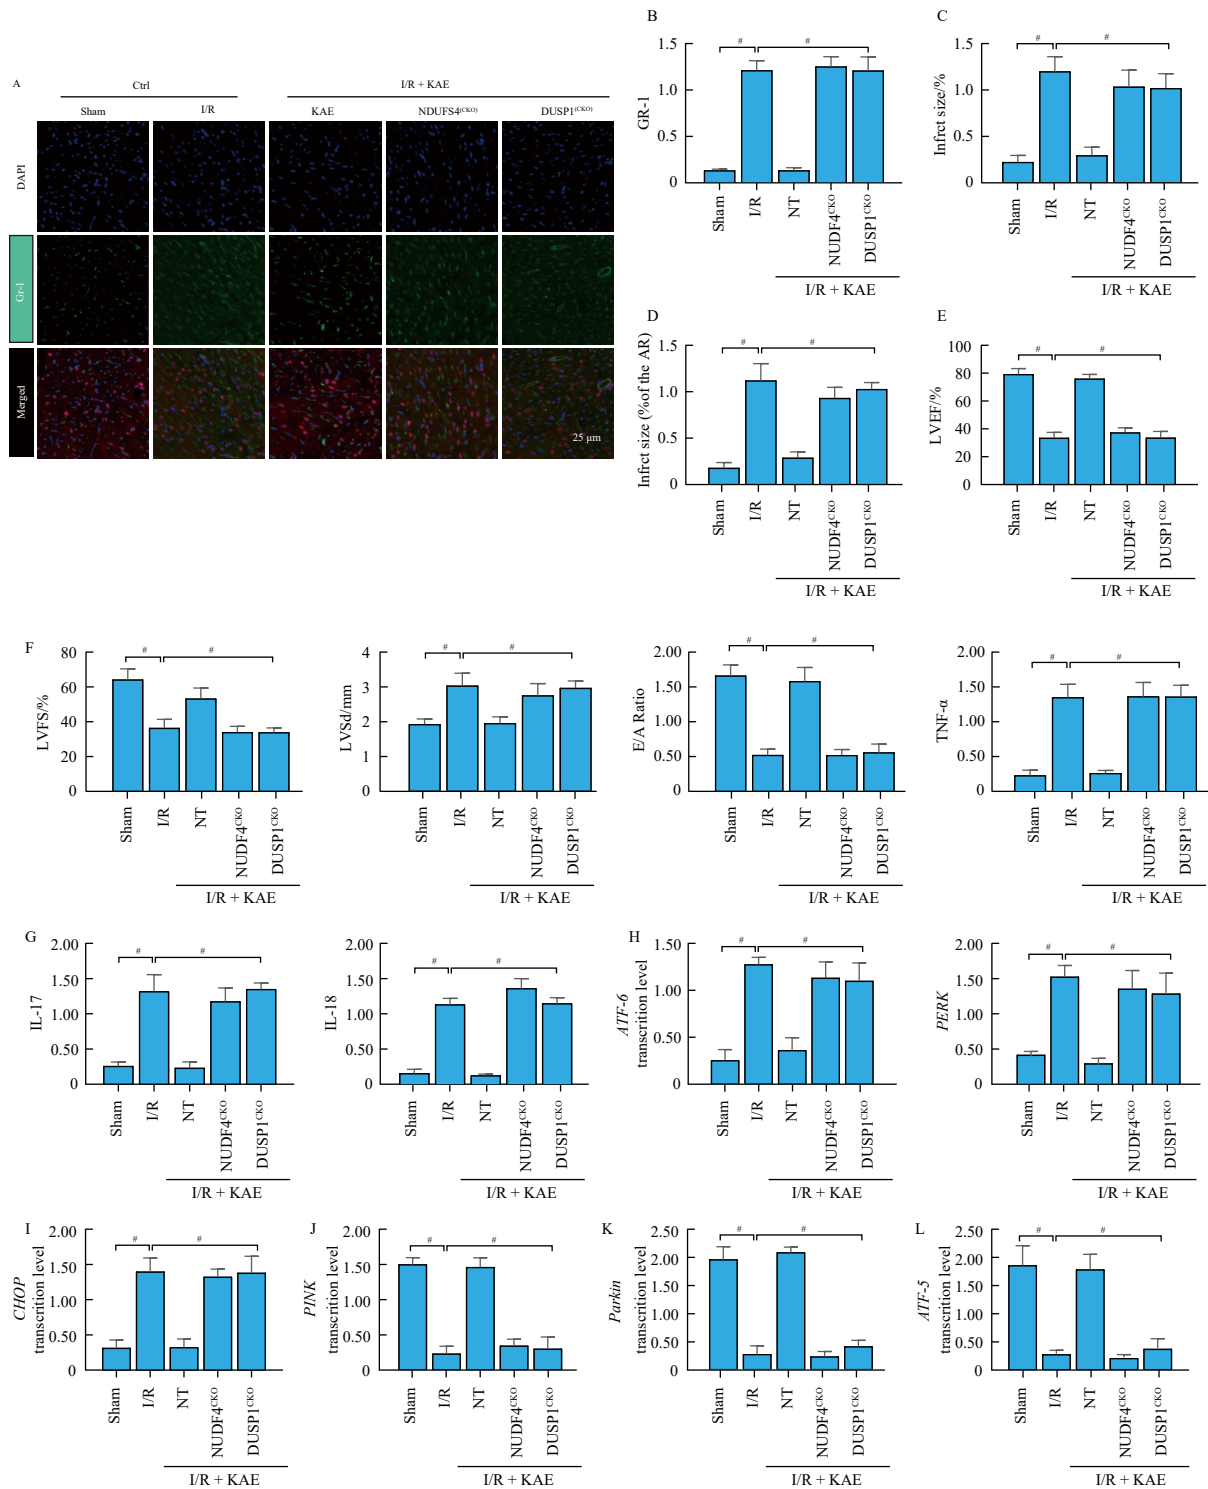 A
Ctrl
I/R + KAE
Sham
I/R
KAE
NDUFS4(CKO)
DUSP1(CKO)
DAPI
Gr-1
Merged
25 μm
B
#
#
GR-1
1.5
1.0
0.5
0
Sham
I/R
NT
NUDF4CKO
DUSP1CKO
I/R + KAE
C
#
#
Infrct size/%
1.5
1.0
0.5
0
Sham
I/R
NT
NUDF4CKO
DUSP1CKO
I/R + KAE
D
#
#
Infrct size (%of the AR)
1.5
1.0
0.5
0
Sham
I/R
NT
NUDF4CKO
DUSP1CKO
I/R + KAE
E
#
#
LVEF/%
100
80
60
40
20
0
Sham
I/R
NT
NUDF4CKO
DUSP1CKO
I/R + KAE
F
#
#
LVFS/%
80
60
40
20
0
Sham
I/R
NT
NUDF4CKO
DUSP1CKO
I/R + KAE
#
#
LVSd/mm
4
3
2
1
0
Sham
I/R
NT
NUDF4CKO
DUSP1CKO
I/R + KAE
#
#
E/A Ratio
2.00
1.50
1.00
0.50
0.00
Sham
I/R
NT
NUDF4CKO
DUSP1CKO
I/R + KAE
#
#
TNF-α
2.00
1.50
1.00
0.50
0.00
Sham
I/R
NT
NUDF4CKO
DUSP1CKO
I/R + KAE
G
#
#
IL-17
2.00
1.50
1.00
0.50
0
Sham
I/R
NT
NUDF4CKO
DUSP1CKO
I/R + KAE
#
#
IL-18
2.00
1.50
1.00
0.50
0
Sham
I/R
NT
NUDF4CKO
DUSP1CKO
I/R + KAE
H
#
#
ATF-6
transcrition level
1.50
1.00
0.50
0
Sham
I/R
NT
NUDF4CKO
DUSP1CKO
I/R + KAE
#
#
PERK
2.00
1.50
1.00
0.50
0
Sham
I/R
NT
NUDF4CKO
DUSP1CKO
I/R + KAE
I
#
#
CHOP
transcrition level
2.00
1.50
1.00
0.50
0
Sham
I/R
NT
NUDF4CKO
DUSP1CKO
I/R + KAE
J
#
#
PINK
transcrition level
2.00
1.50
1.00
0.50
0
Sham
I/R
NT
NUDF4CKO
DUSP1CKO
I/R + KAE
K
#
#
Parkin
transcrition level
2.50
2.00
1.50
1.00
0.50
0
Sham
I/R
NT
NUDF4CKO
DUSP1CKO
I/R + KAE
L
#
#
ATF-5
transcrition level
2.50
2.00
1.50
1.00
0.50
0
Sham
I/R
NT
NUDF4CKO
DUSP1CKO
I/R + KAE